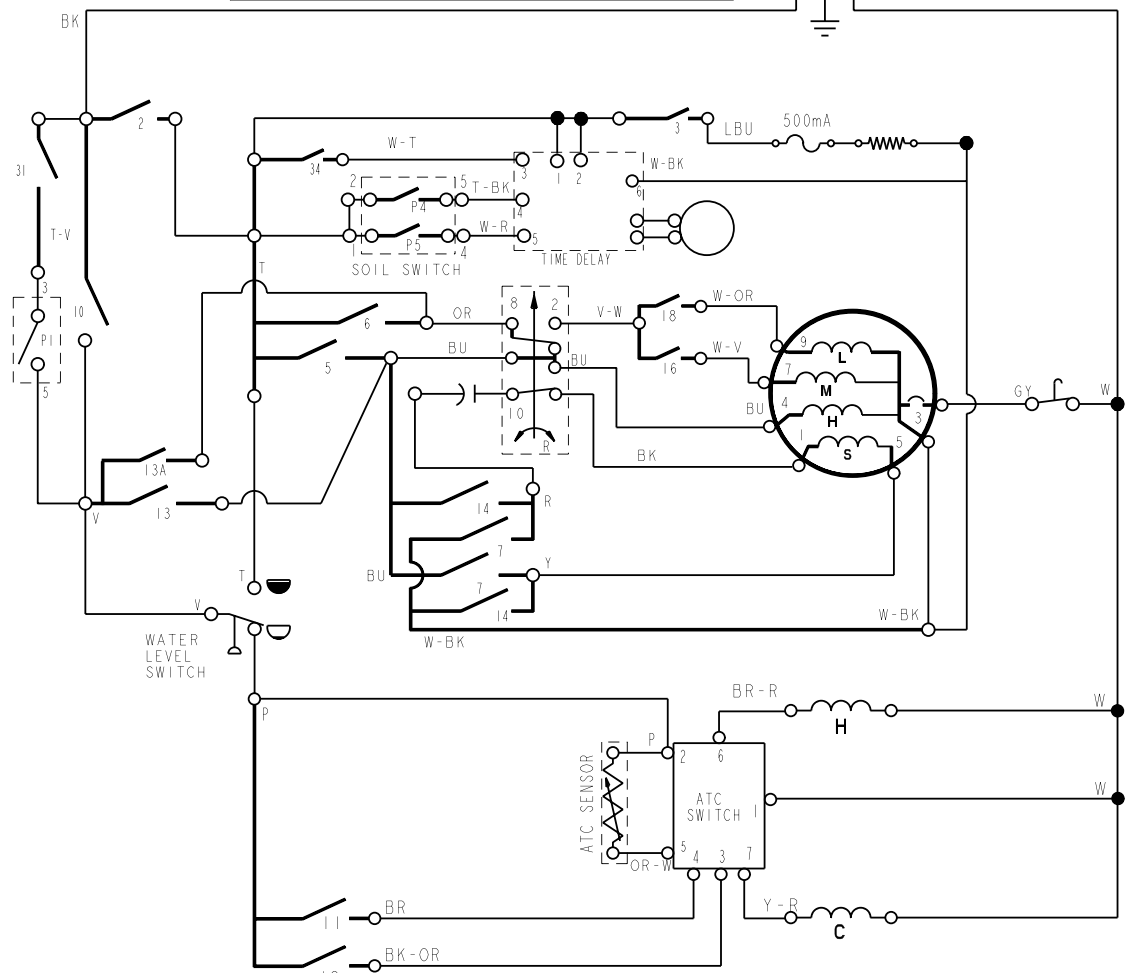 BK
2
3
LBU
500mA
31
34
W-T
3
1
2
W-BK
6
2
5
P4
T-BK
4
P5
W-R
5
1
4
T-V
SOIL SWITCH
TIME DELAY
T
3
10
P1
5
6
OR
8
2
V-W
18
W-OR
5
BU
BU
16
W-V
9
L
7
M
BU
4
H
3
GY
W
10
R
1
S
5
BK
13A
13
V
14
R
7
BU
7
Y
14
W-BK
W-BK
T
V
WATER
LEVEL
SWITCH
P
BR-R
H
W
P
2
6
ATC SENSOR
ATC
SWITCH
1
W
5
OR-W
4
3
7
Y-R
C
11
BR
BK-OR